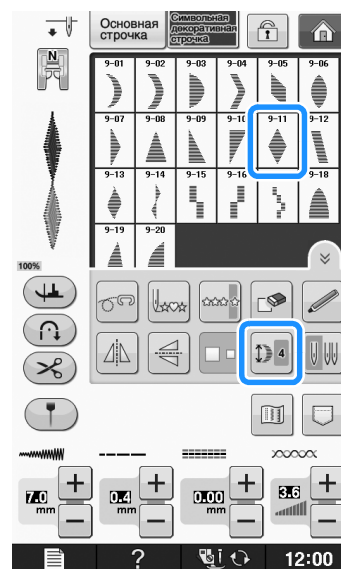 Основная
строчка
Символьная
декоративная
строчка
N
9-01 9-02 9-03 9-04 9-05 9-06
9-07 9-08 9-09 9-10 9-11 9-12
9-13 9-14 9-15 9-16 9-18
9-19 9-20
100%
4
7.0 mm
0.4 mm
0.00 mm
3.6
?
12:00